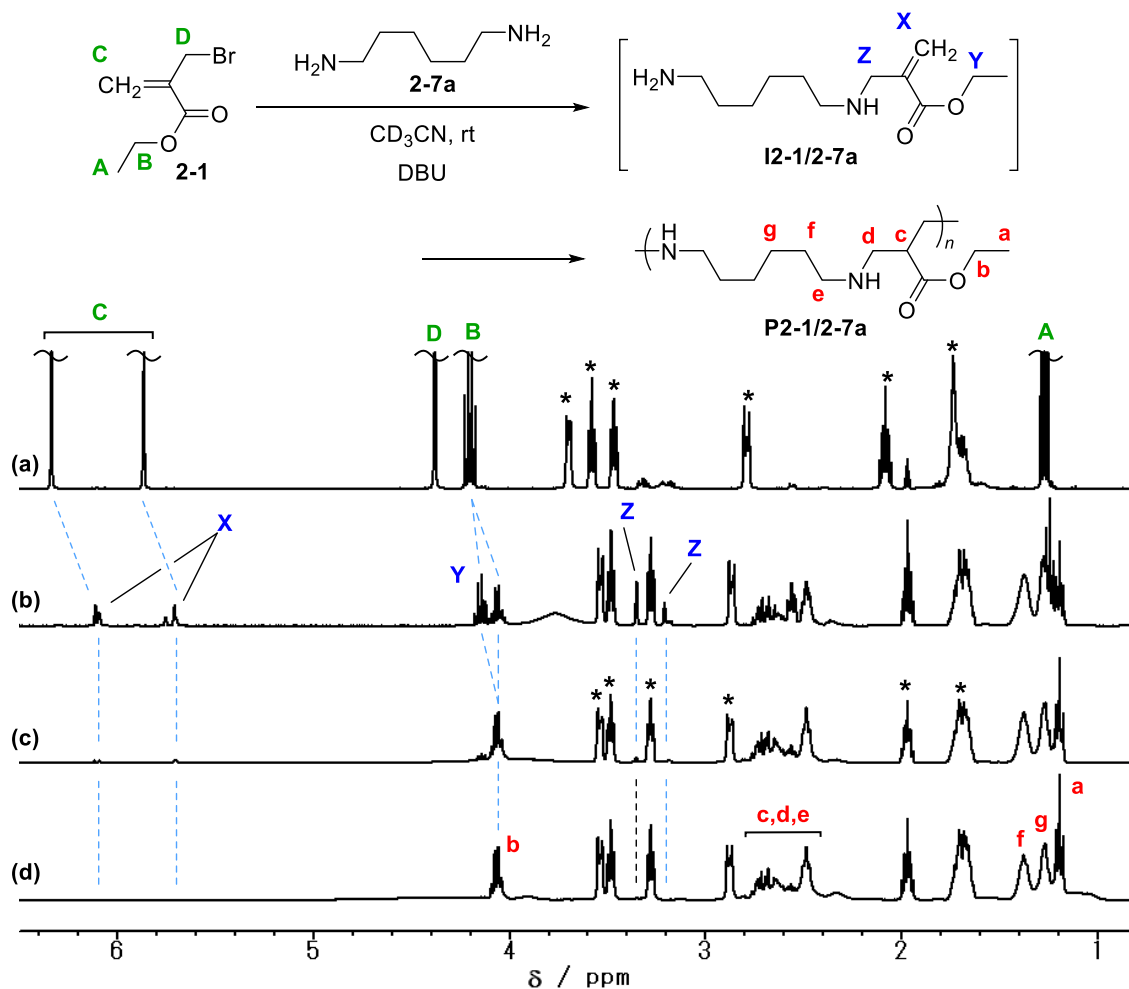 D
X
C
Br
NH2
CH2
Z
Y
H2N
CH2
2-7a
H2N
N
H
O
O
O
CD3CN, rt
O
A
B
2-1
DBU
I2-1/2-7a
H
N
g
f
d
c
n
a
NH
O
b
e
O
P2-1/2-7a
C
D
B
A
* * * * * *
(a)
X
Z
Z
Y
(b)
* * * * * *
(c)
a
c,d,e
b
f
g
(d)
6 5 4 3 2 1
δ / ppm